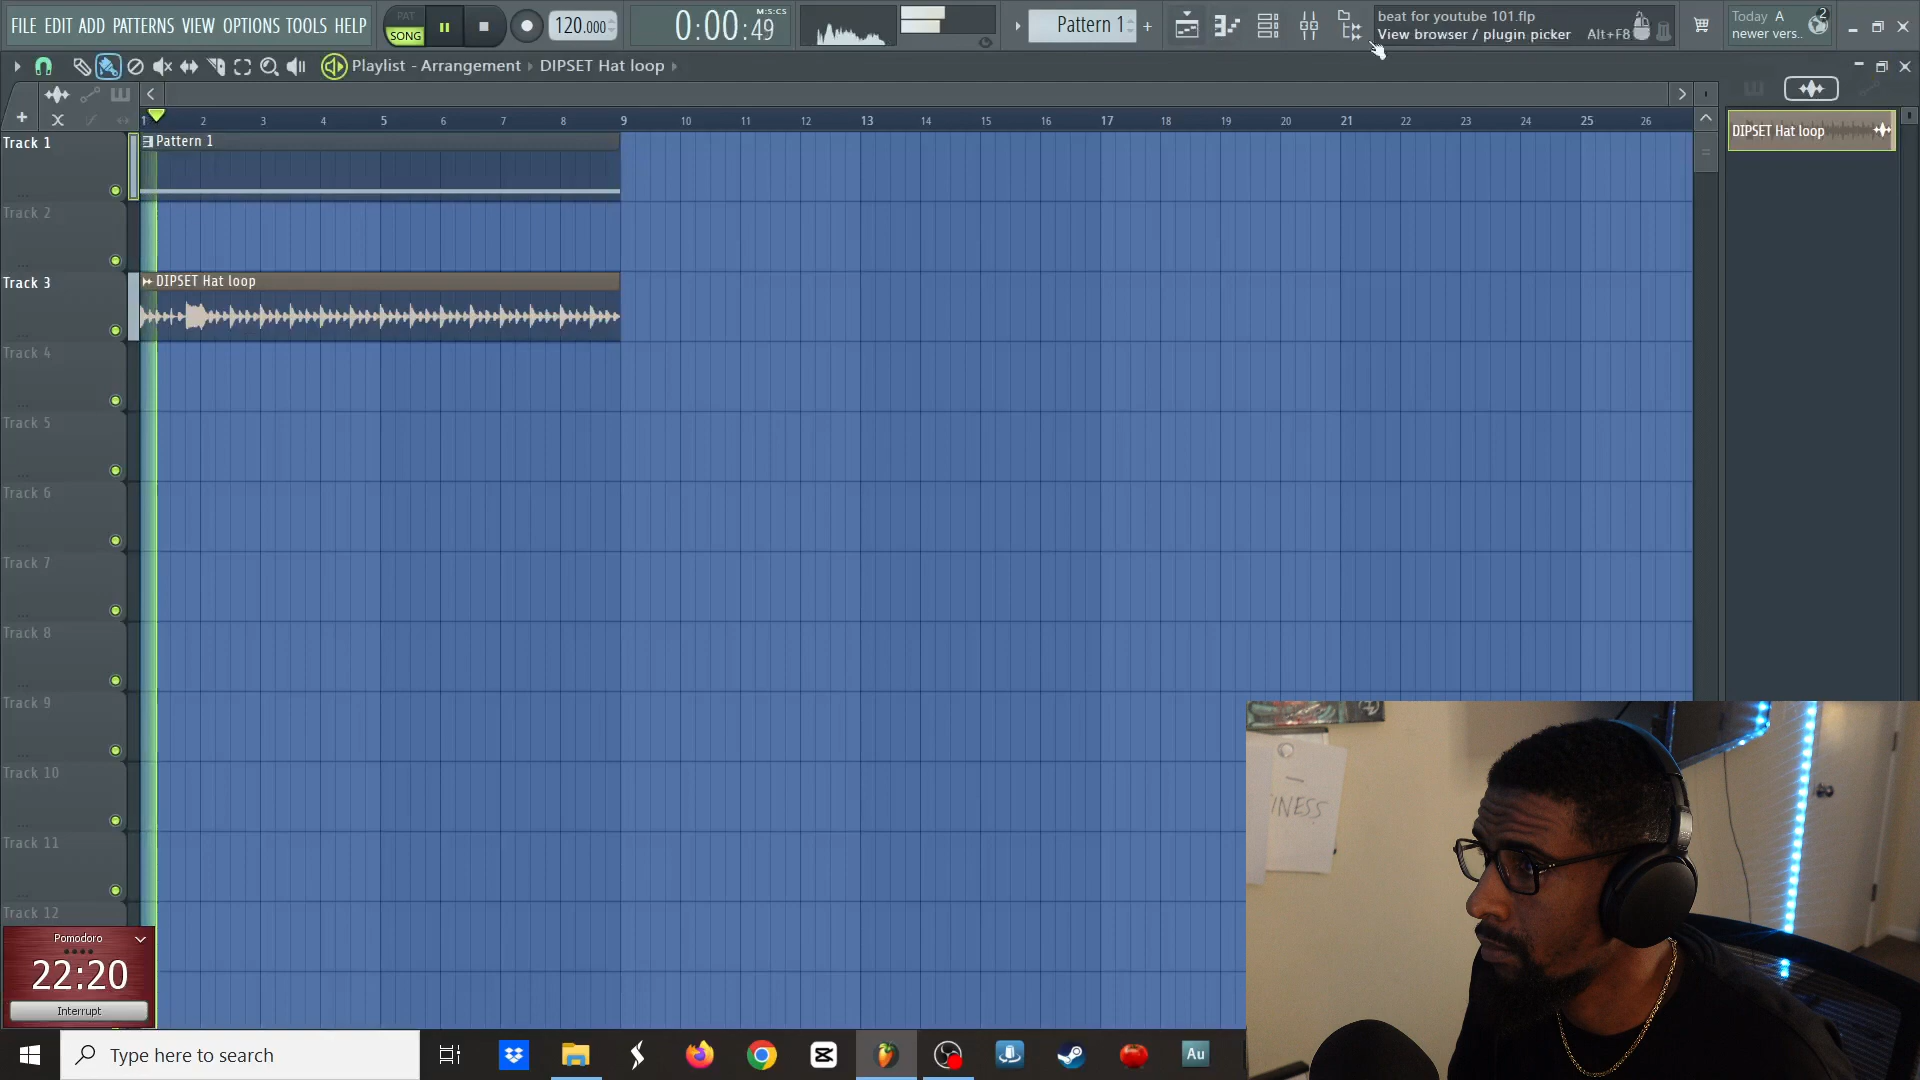 FILE EDIT ADD PATTERNS VIEW OPTIONS TOOLS HELP
PAT
SONG
120.000
0:00:49
M:S:CS
Pattern 1
+
beat for youtube 101.flp
View browser / plugin picker Alt+F8
Today A 2
newer vers..
Playlist - Arrangement DIPSET Hat loop
1 2 3 4 5 6 7 8 9 10 11 12 13 14 15 16 17 18 19 20 21 22 23 24 25 26
Track 1
Pattern 1
Track 2
Track 3
DIPSET Hat loop
Track 4
Track 5
Track 6
Track 7
Track 8
Track 9
Track 10
Track 11
Track 12
DIPSET Hat loop
Pomodoro
22:20
Interrupt
Type here to search
Au
INESS